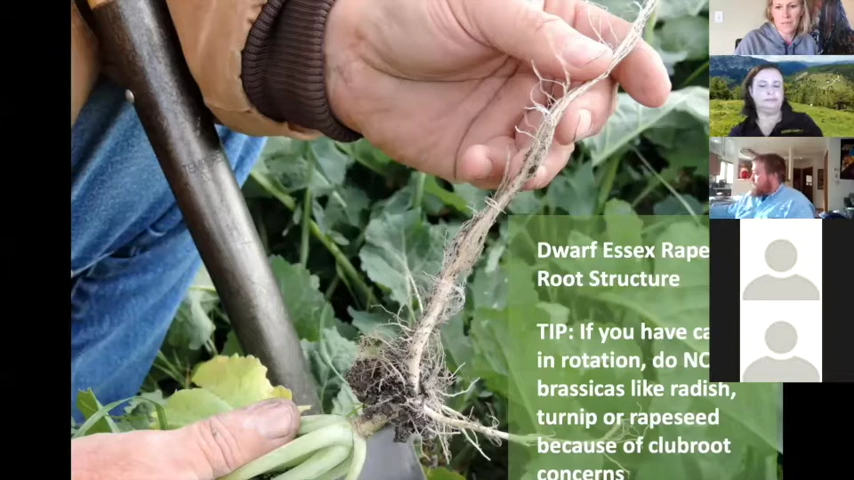 Dwarf Essex Rape
Root Structure
TIP: If you have
in rotation, do
brassicas like radish,
turnip or rapeseed
because of clubroot
concerns